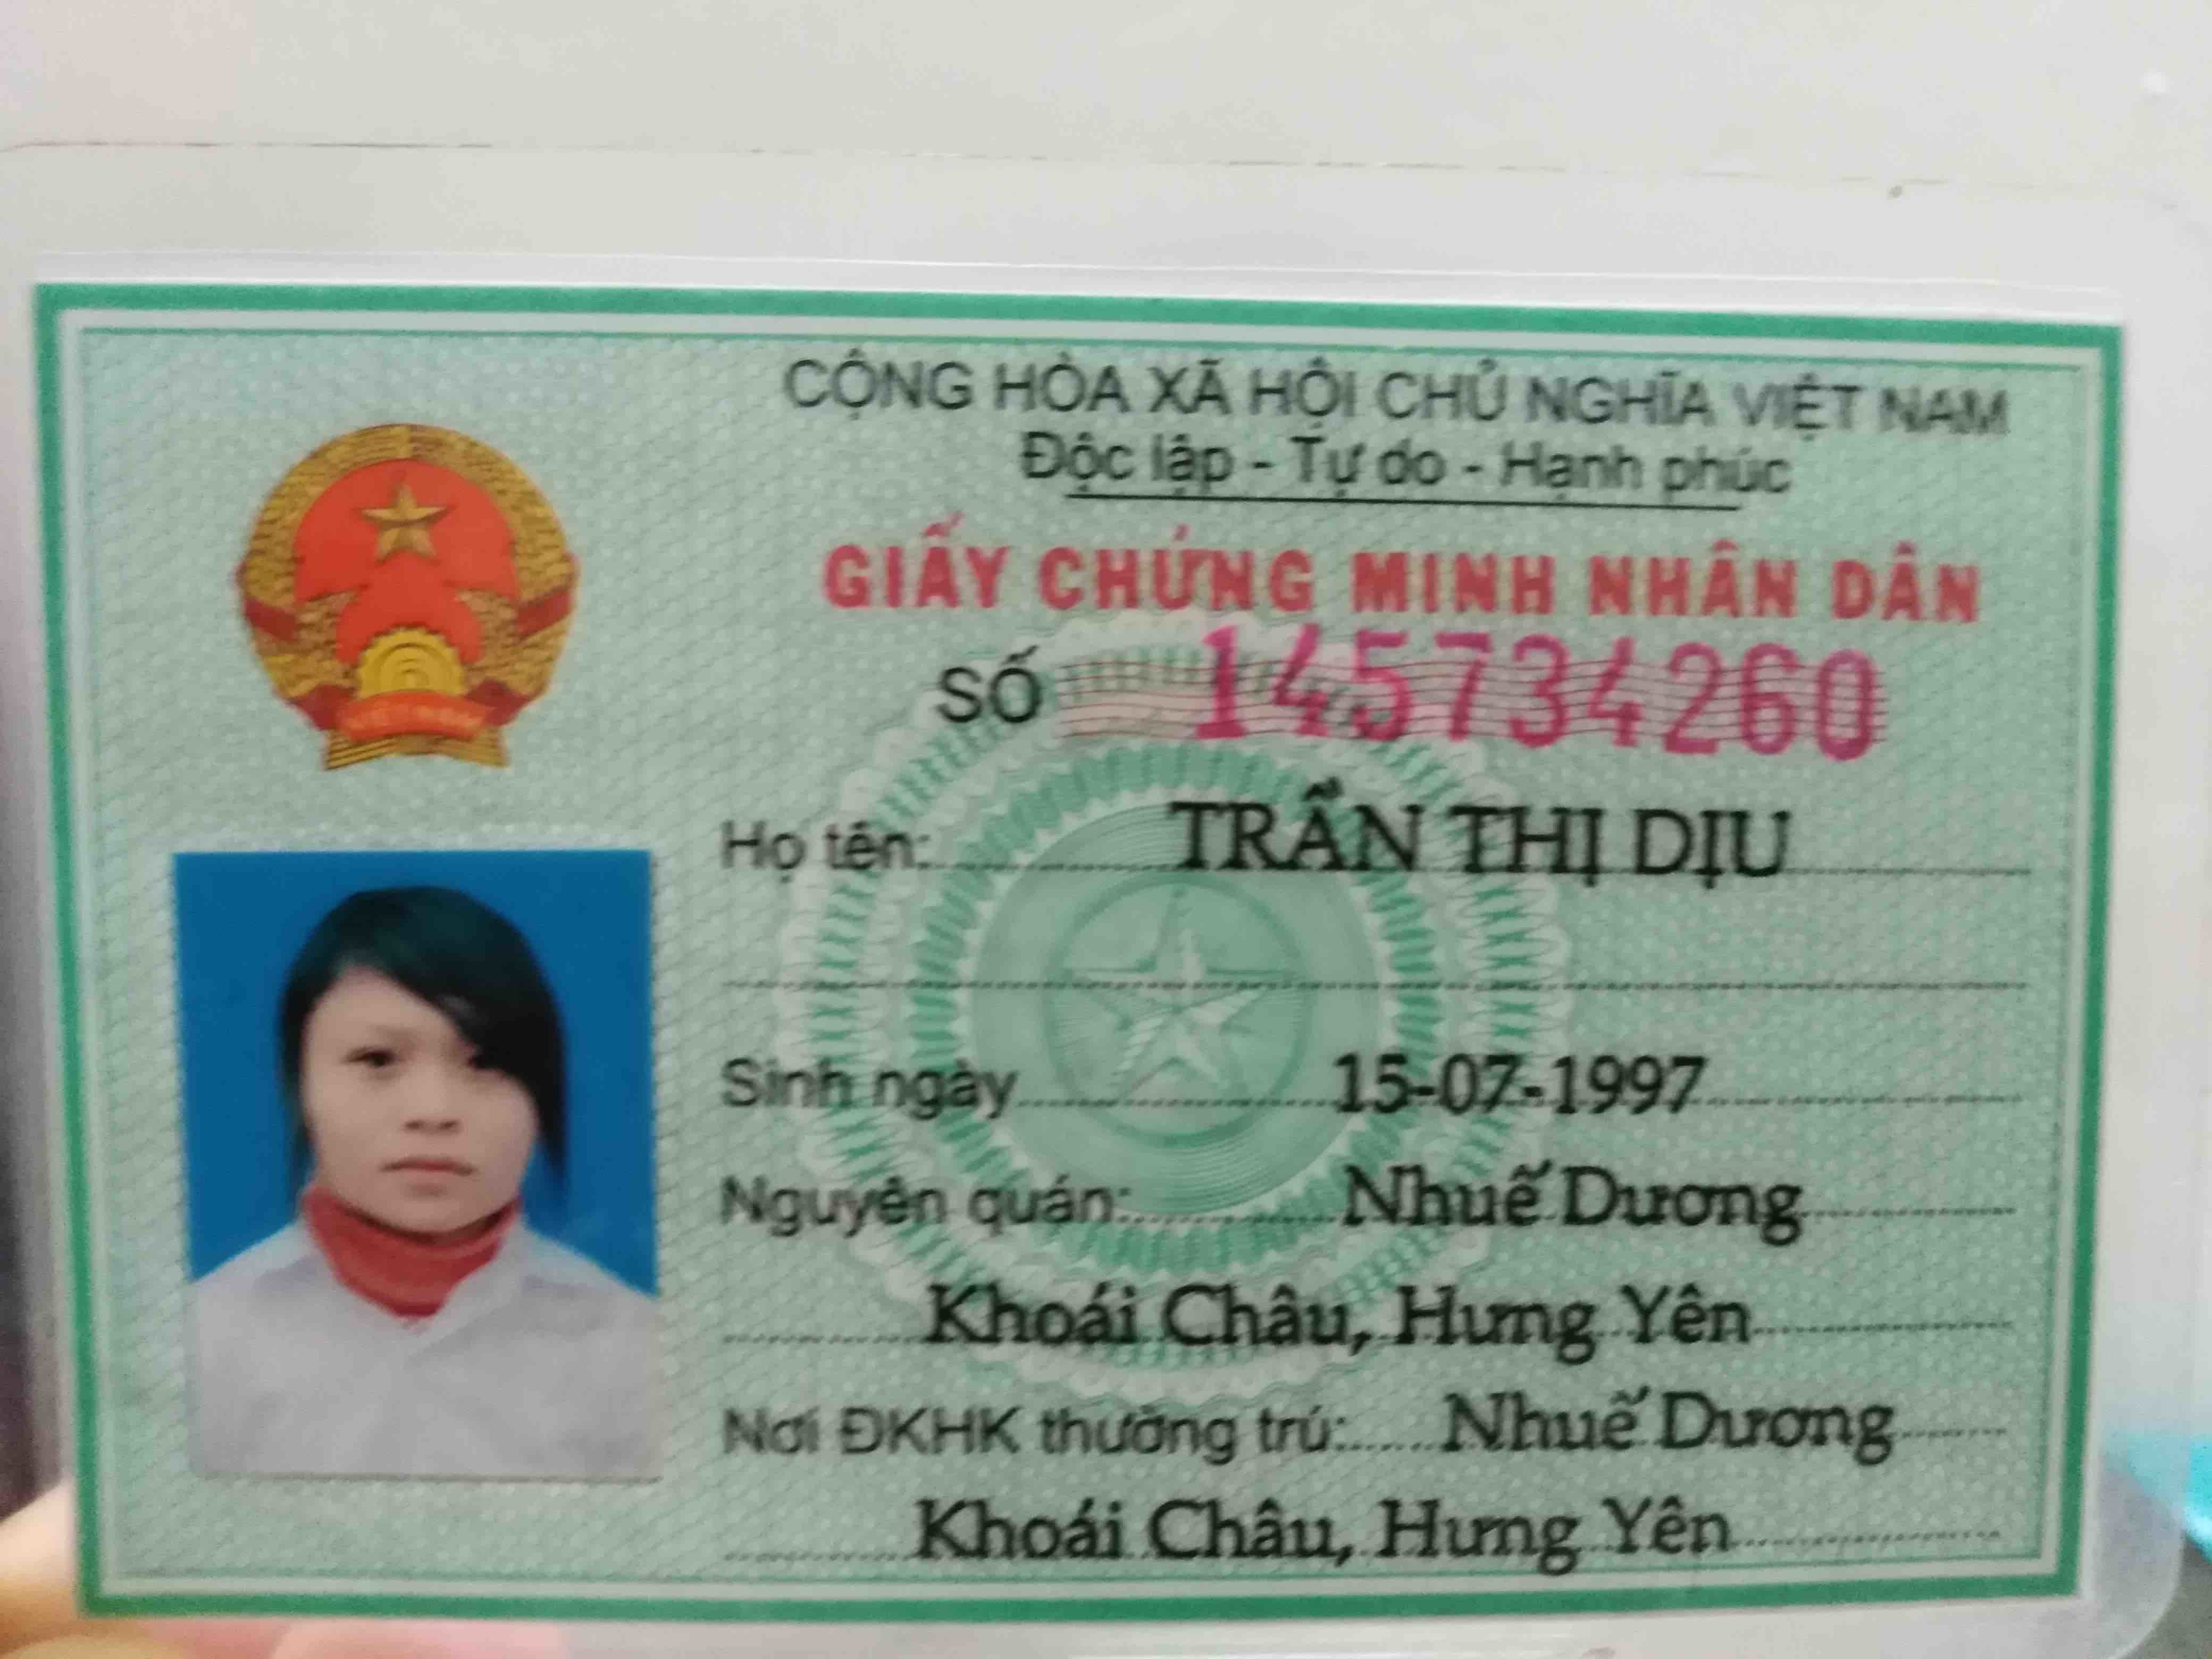 CỘNG HÒA XÃ HỘI CHỦ NGHĨA VIỆT NAM
Độc lập - Tự do - Hạnh phúc
GIẤY CHỨNG MINH NHÂN DÂN
SỐ 145734260
Họ tên: TRẦN THỊ DỊU
Sinh ngày 15-07-1997
Nguyên quán: Nhuế Dương
Khoái Châu, Hưng Yên
Nơi ĐKHK thường trú: Nhuế Dương
Khoái Châu, Hưng Yên
VIỆT NAM